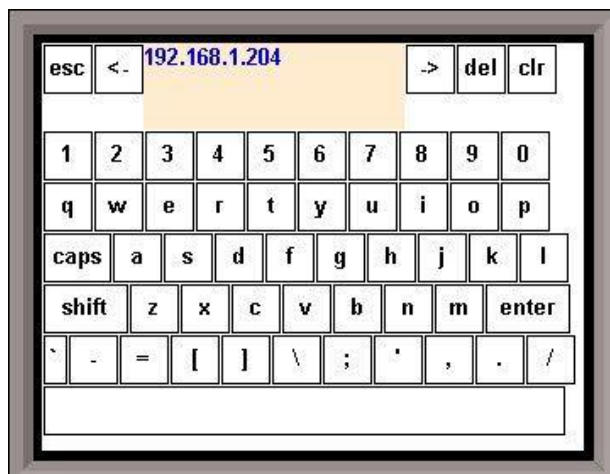 esc <- 192.168.1.204 -> del clr
1 2 3 4 5 6 7 8 9 0
q w e r t y u i o p
caps a s d f g h j k l
shift z x c v b n m enter
` - = [ ] \ ; ' , . /